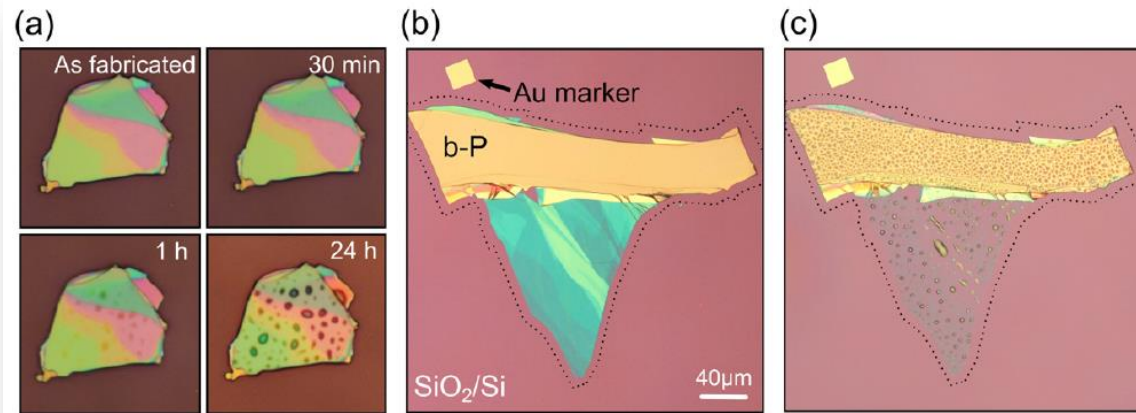 (a)
As fabricated
30 min
1 h
24 h
(b)
Au marker
b-P
SiO₂/Si
40μm
(c)